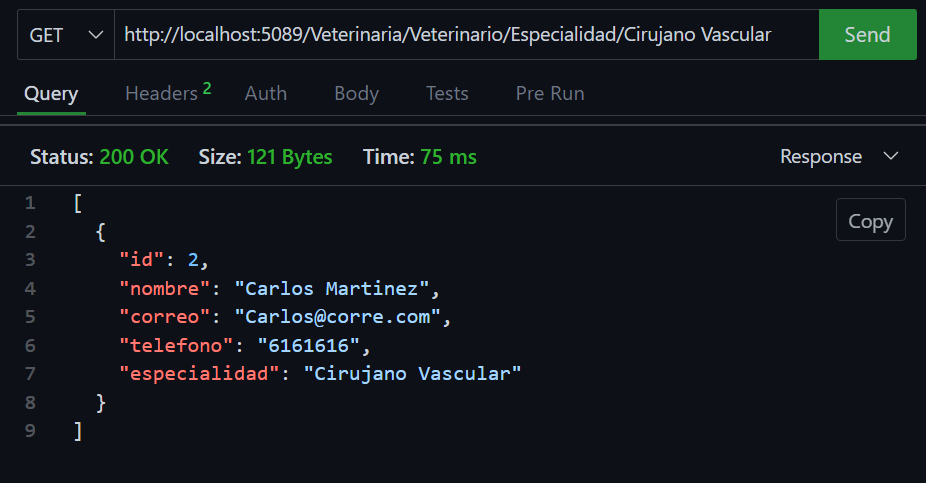 GET http://localhost:5089/Veterinaria/Veterinario/Especialidad/Cirujano Vascular Send
Query Headers 2 Auth Body Tests Pre Run
Status: 200 OK Size: 121 Bytes Time: 75 ms Response
1 [
Copy
2 {
3 "id": 2,
4 "nombre": "Carlos Martinez",
5 "correo": "Carlos@corre.com",
6 "telefono": "6161616",
7 "especialidad": "Cirujano Vascular"
8 }
9 ]